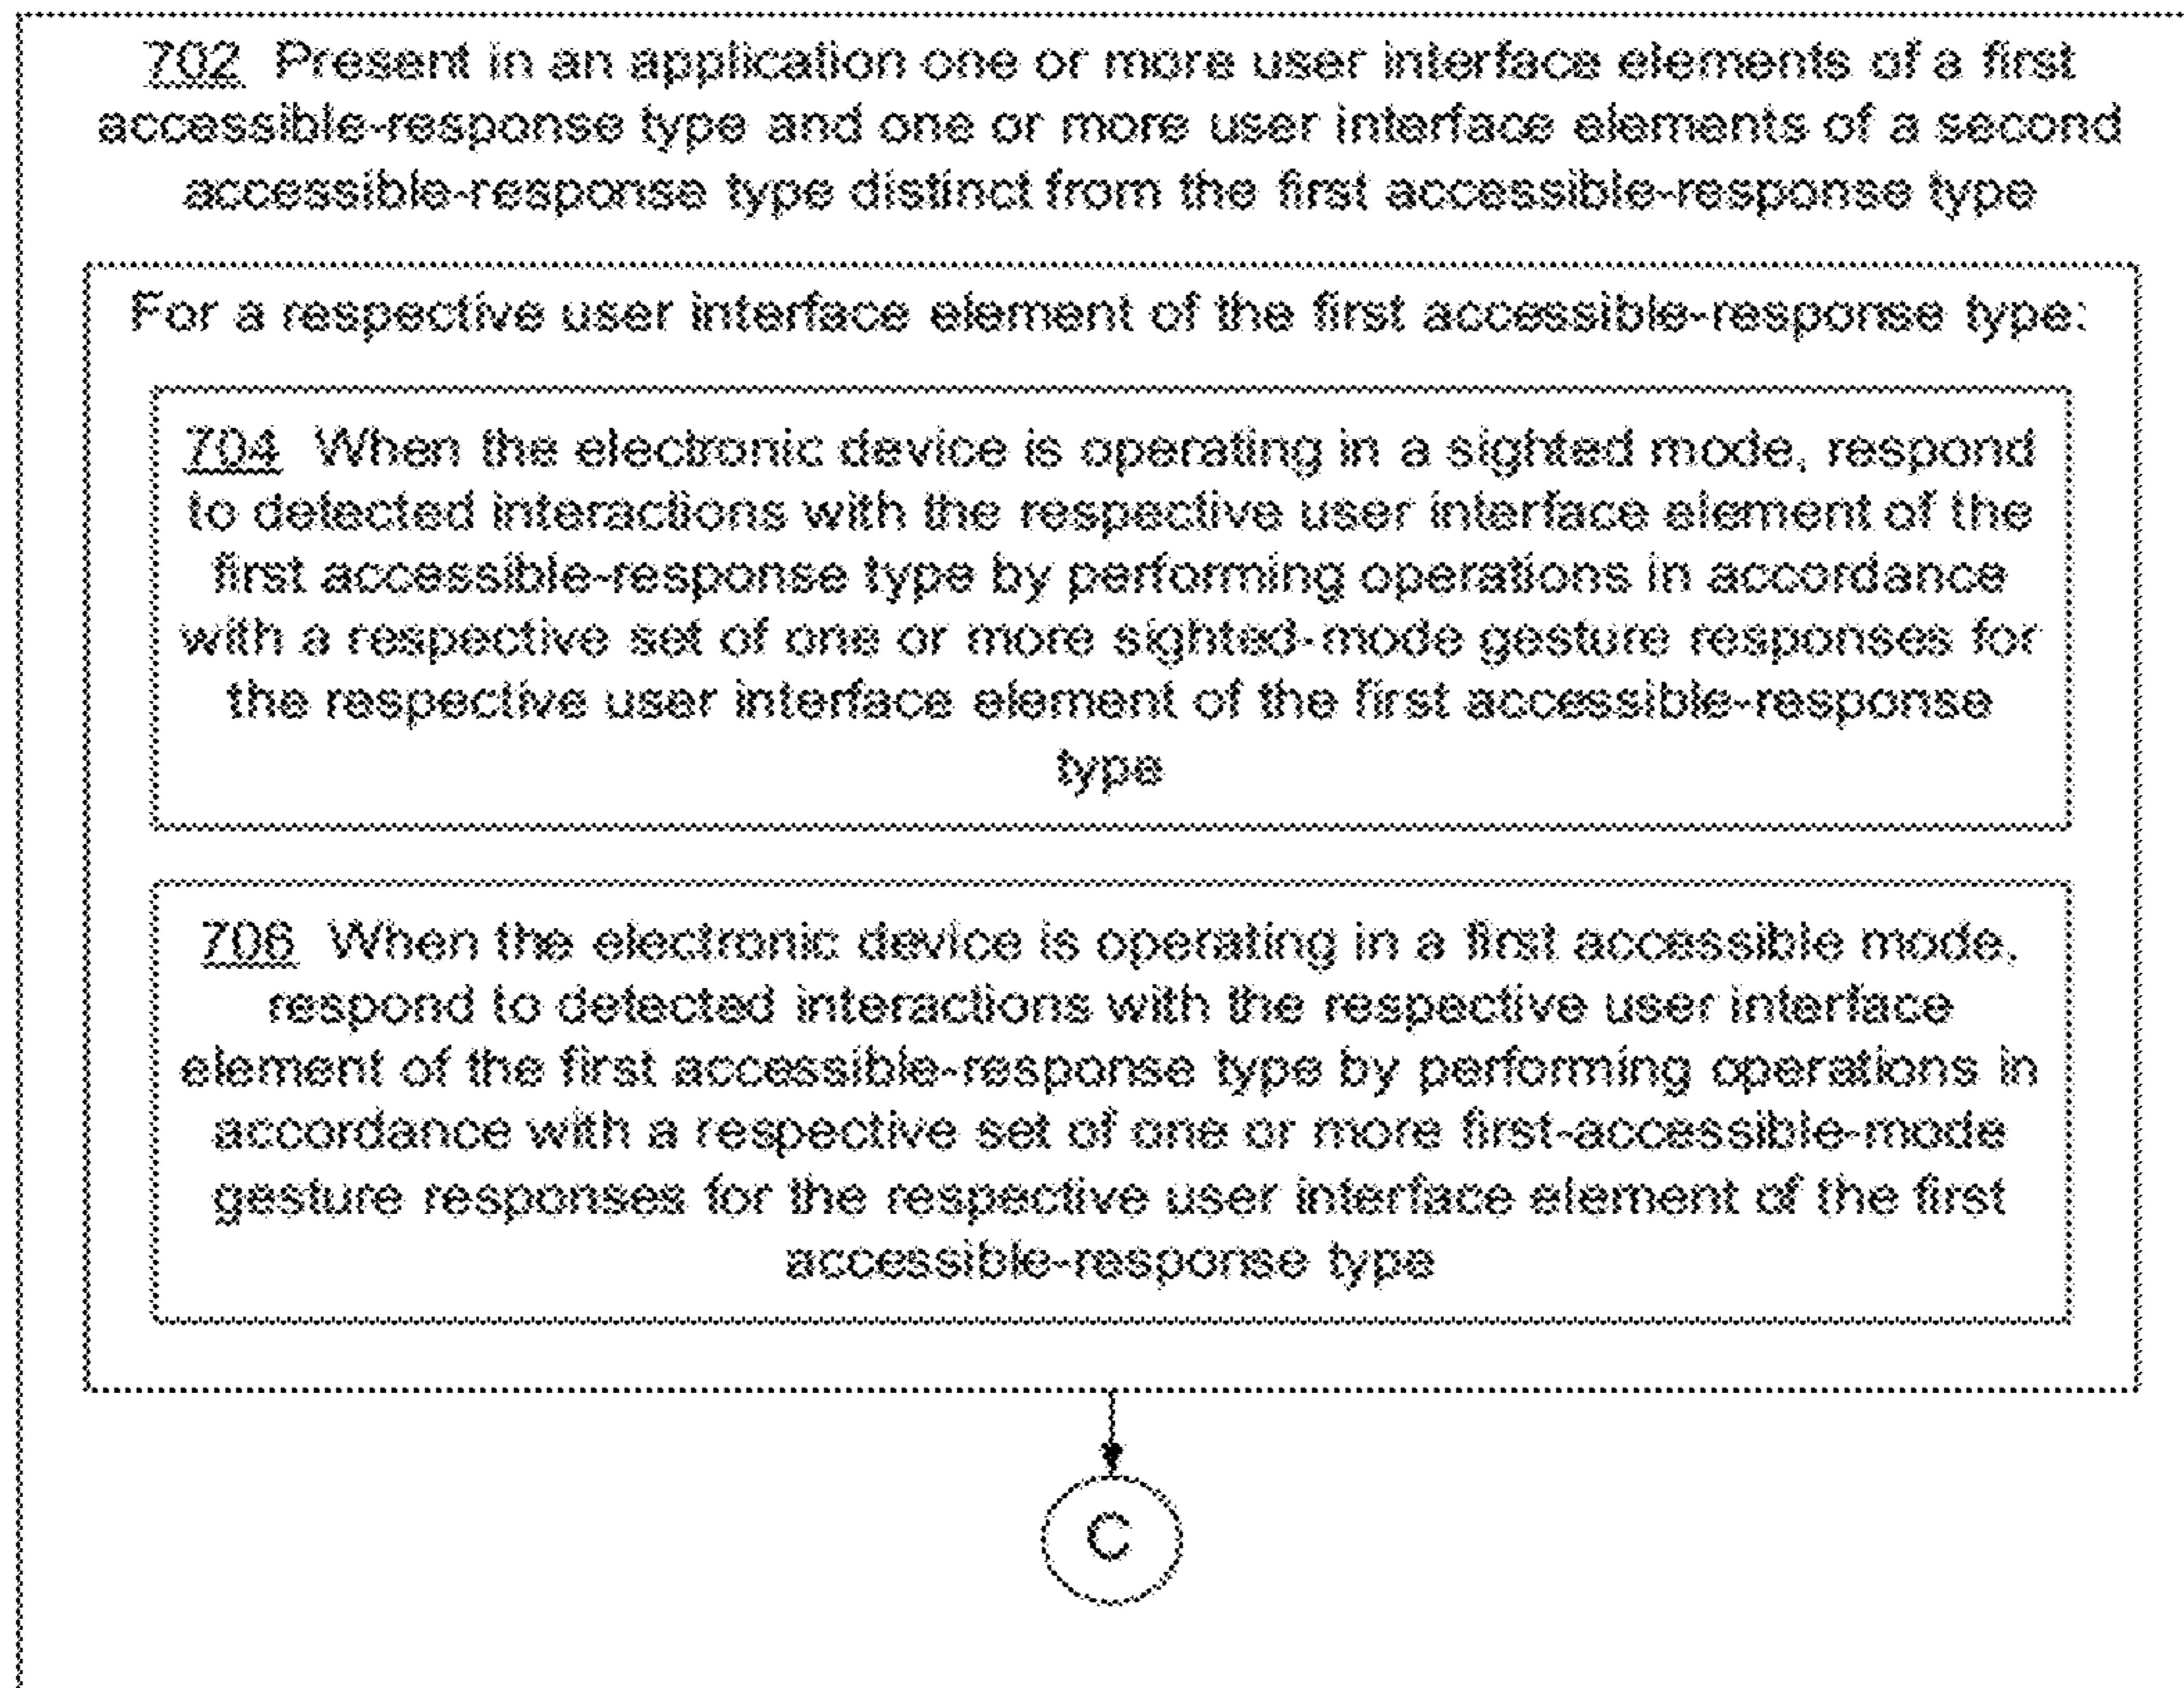 702 Present in an application one or more user interface elements of a first
accessible-response type and one or more user interface elements of a second
accessible-response type distinct from the first accessible-response type
For a respective user interface element of the first accessible-response type:
704 When the electronic device is operating in a sighted mode, respond
to detected interactions with the respective user interface element of the
first accessible-response type by performing operations in accordance
with a respective set of one or more sighted-mode gesture responses for
the respective user interface element of the first accessible-response
type
706 When the electronic device is operating in a first accessible mode,
respond to detected interactions with the respective user interface
element of the first accessible-response type by performing operations in
accordance with a respective set of one or more first-accessible-mode
gesture responses for the respective user interface element of the first
accessible-response type
C